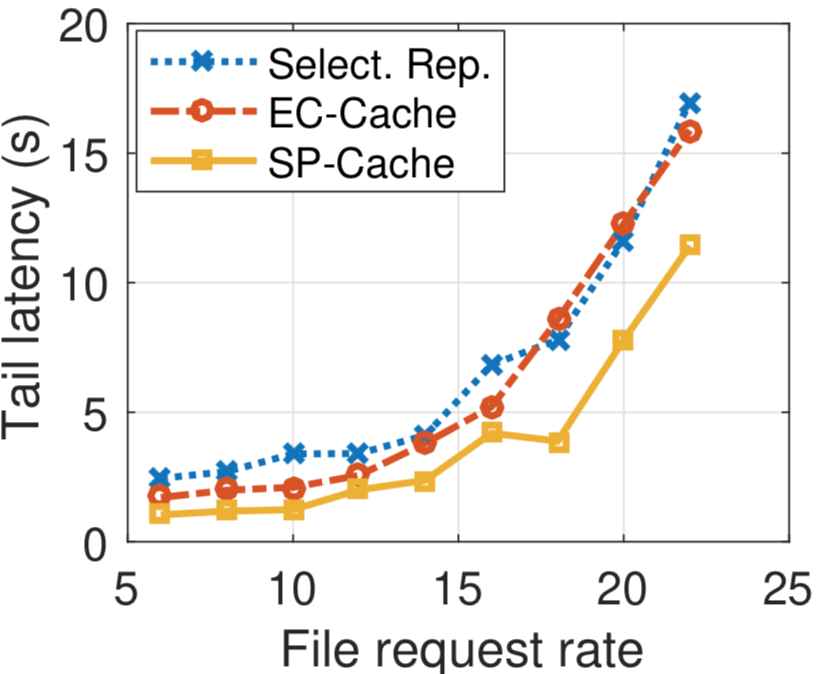 20
15
10
5
0
Tail latency (s)
Select. Rep.
EC-Cache
SP-Cache
5 10 15 20 25
File request rate